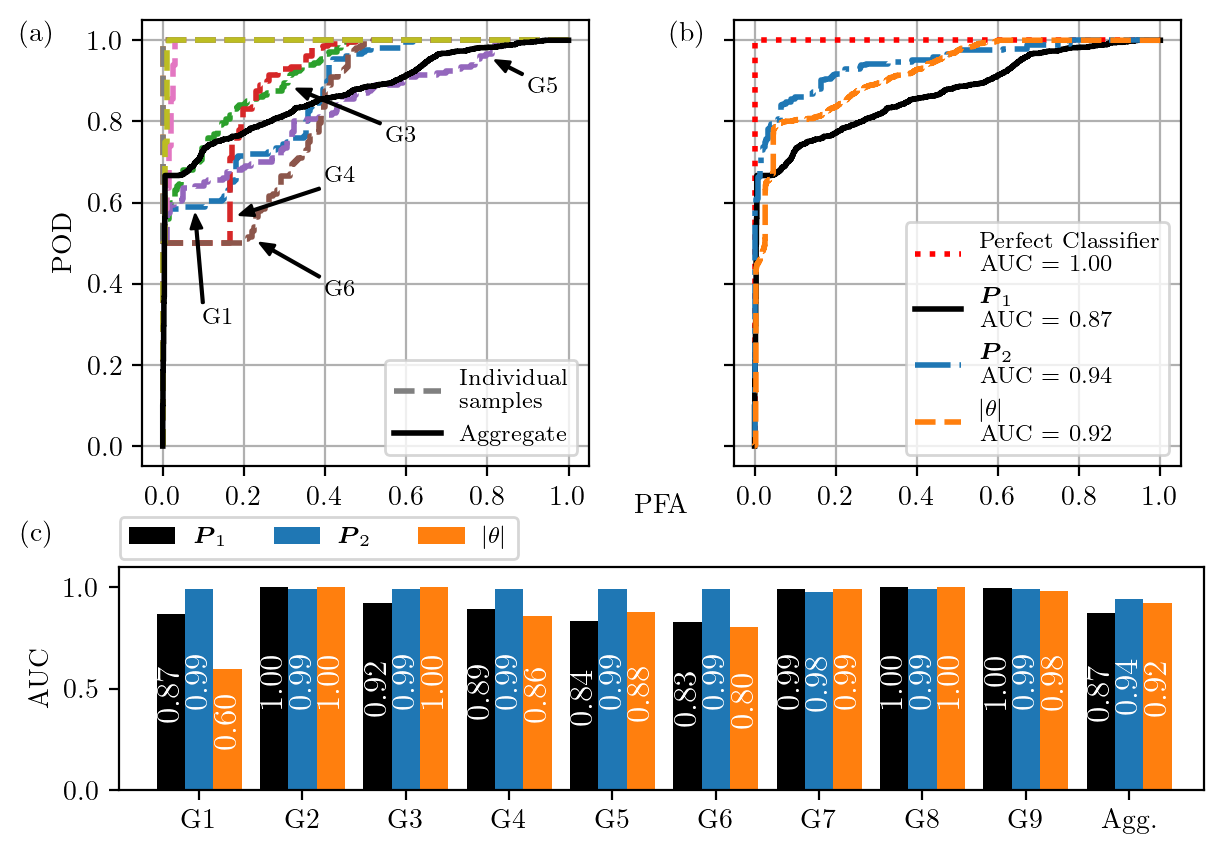 (a)
1.0
0.8
0.6
0.4
0.2
0.0
POD
G5
G3
G4
G6
G1
Individual
samples
Aggregate
0.0 0.2 0.4 0.6 0.8 1.0
(b)
Perfect Classifier
AUC = 1.00
P1
AUC = 0.87
P2
AUC = 0.94
|θ|
AUC = 0.92
0.0 0.2 0.4 0.6 0.8 1.0
PFA
(c)
P1 P2 |θ|
1.0
0.5
0.0
AUC
0.87 0.99 0.60 1.00 0.99 1.00 0.92 0.99 1.00 0.89 0.99 0.86 0.84 0.99 0.88 0.83 0.99 0.80 0.99 0.98 0.99 1.00 0.99 1.00 1.00 0.99 0.98 0.87 0.94 0.92
G1 G2 G3 G4 G5 G6 G7 G8 G9 Agg.